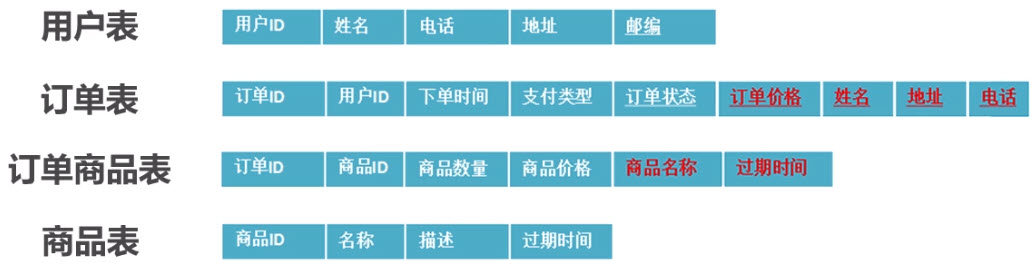 用户表 用户ID 姓名 电话 地址 邮编
订单表 订单ID 用户ID 下单时间 支付类型 订单状态 订单价格 姓名 地址 电话
订单商品表 订单ID 商品ID 商品数量 商品价格 商品名称 过期时间
商品表 商品ID 名称 描述 过期时间